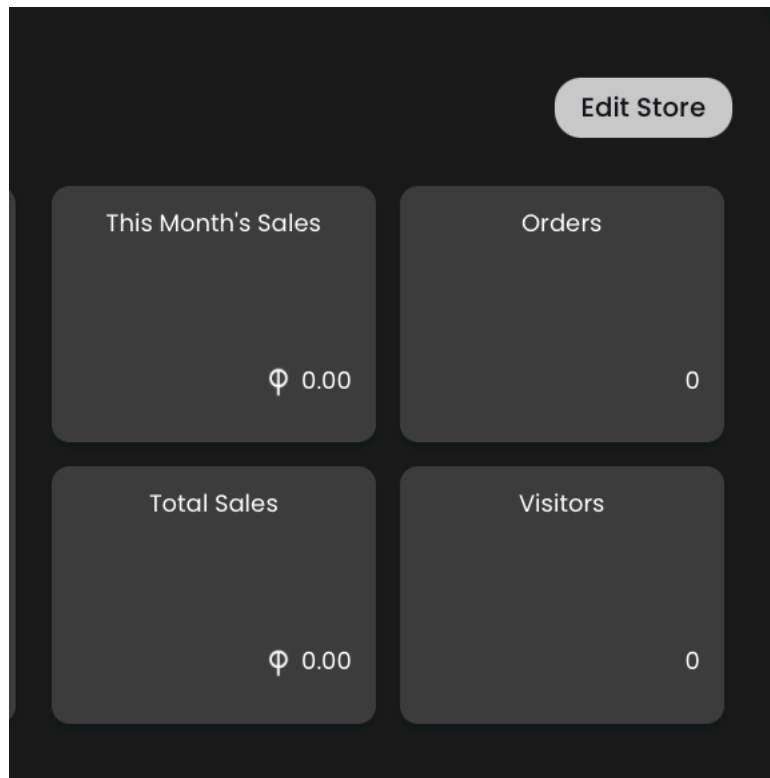 Edit Store
This Month's Sales
Orders
0.00
0
Total Sales
Visitors
0.00
0